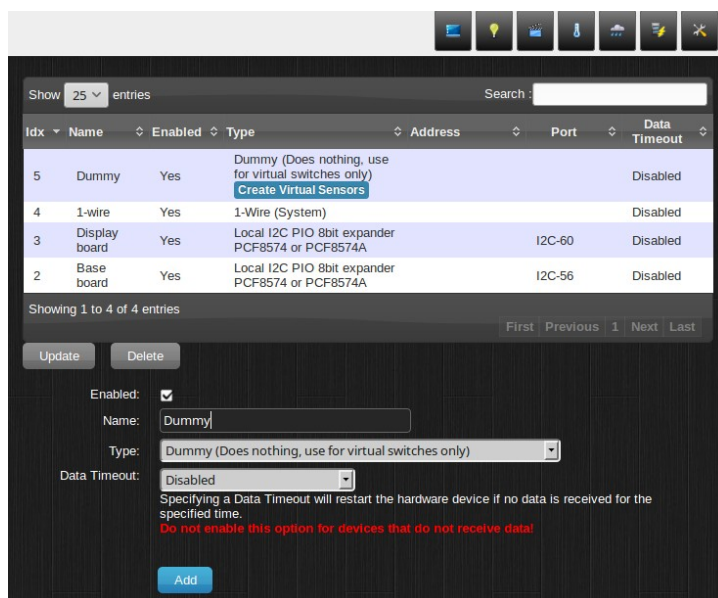 Show 25 entries Search :
Idx Name Enabled Type Address Port Data Timeout
5 Dummy Yes Dummy (Does nothing, use for virtual switches only) Create Virtual Sensors Disabled
4 1-wire Yes 1-Wire (System) Disabled
3 Display board Yes Local I2C PIO 8bit expander PCF8574 or PCF8574A I2C-60 Disabled
2 Base board Yes Local I2C PIO 8bit expander PCF8574 or PCF8574A I2C-56 Disabled
Showing 1 to 4 of 4 entries
First Previous 1 Next Last
Update Delete
Enabled:
Name: Dummy
Type: Dummy (Does nothing, use for virtual switches only)
Data Timeout: Disabled
Specifying a Data Timeout will restart the hardware device if no data is received for the
specified time.
Do not enable this option for devices that do not receive data!
Add